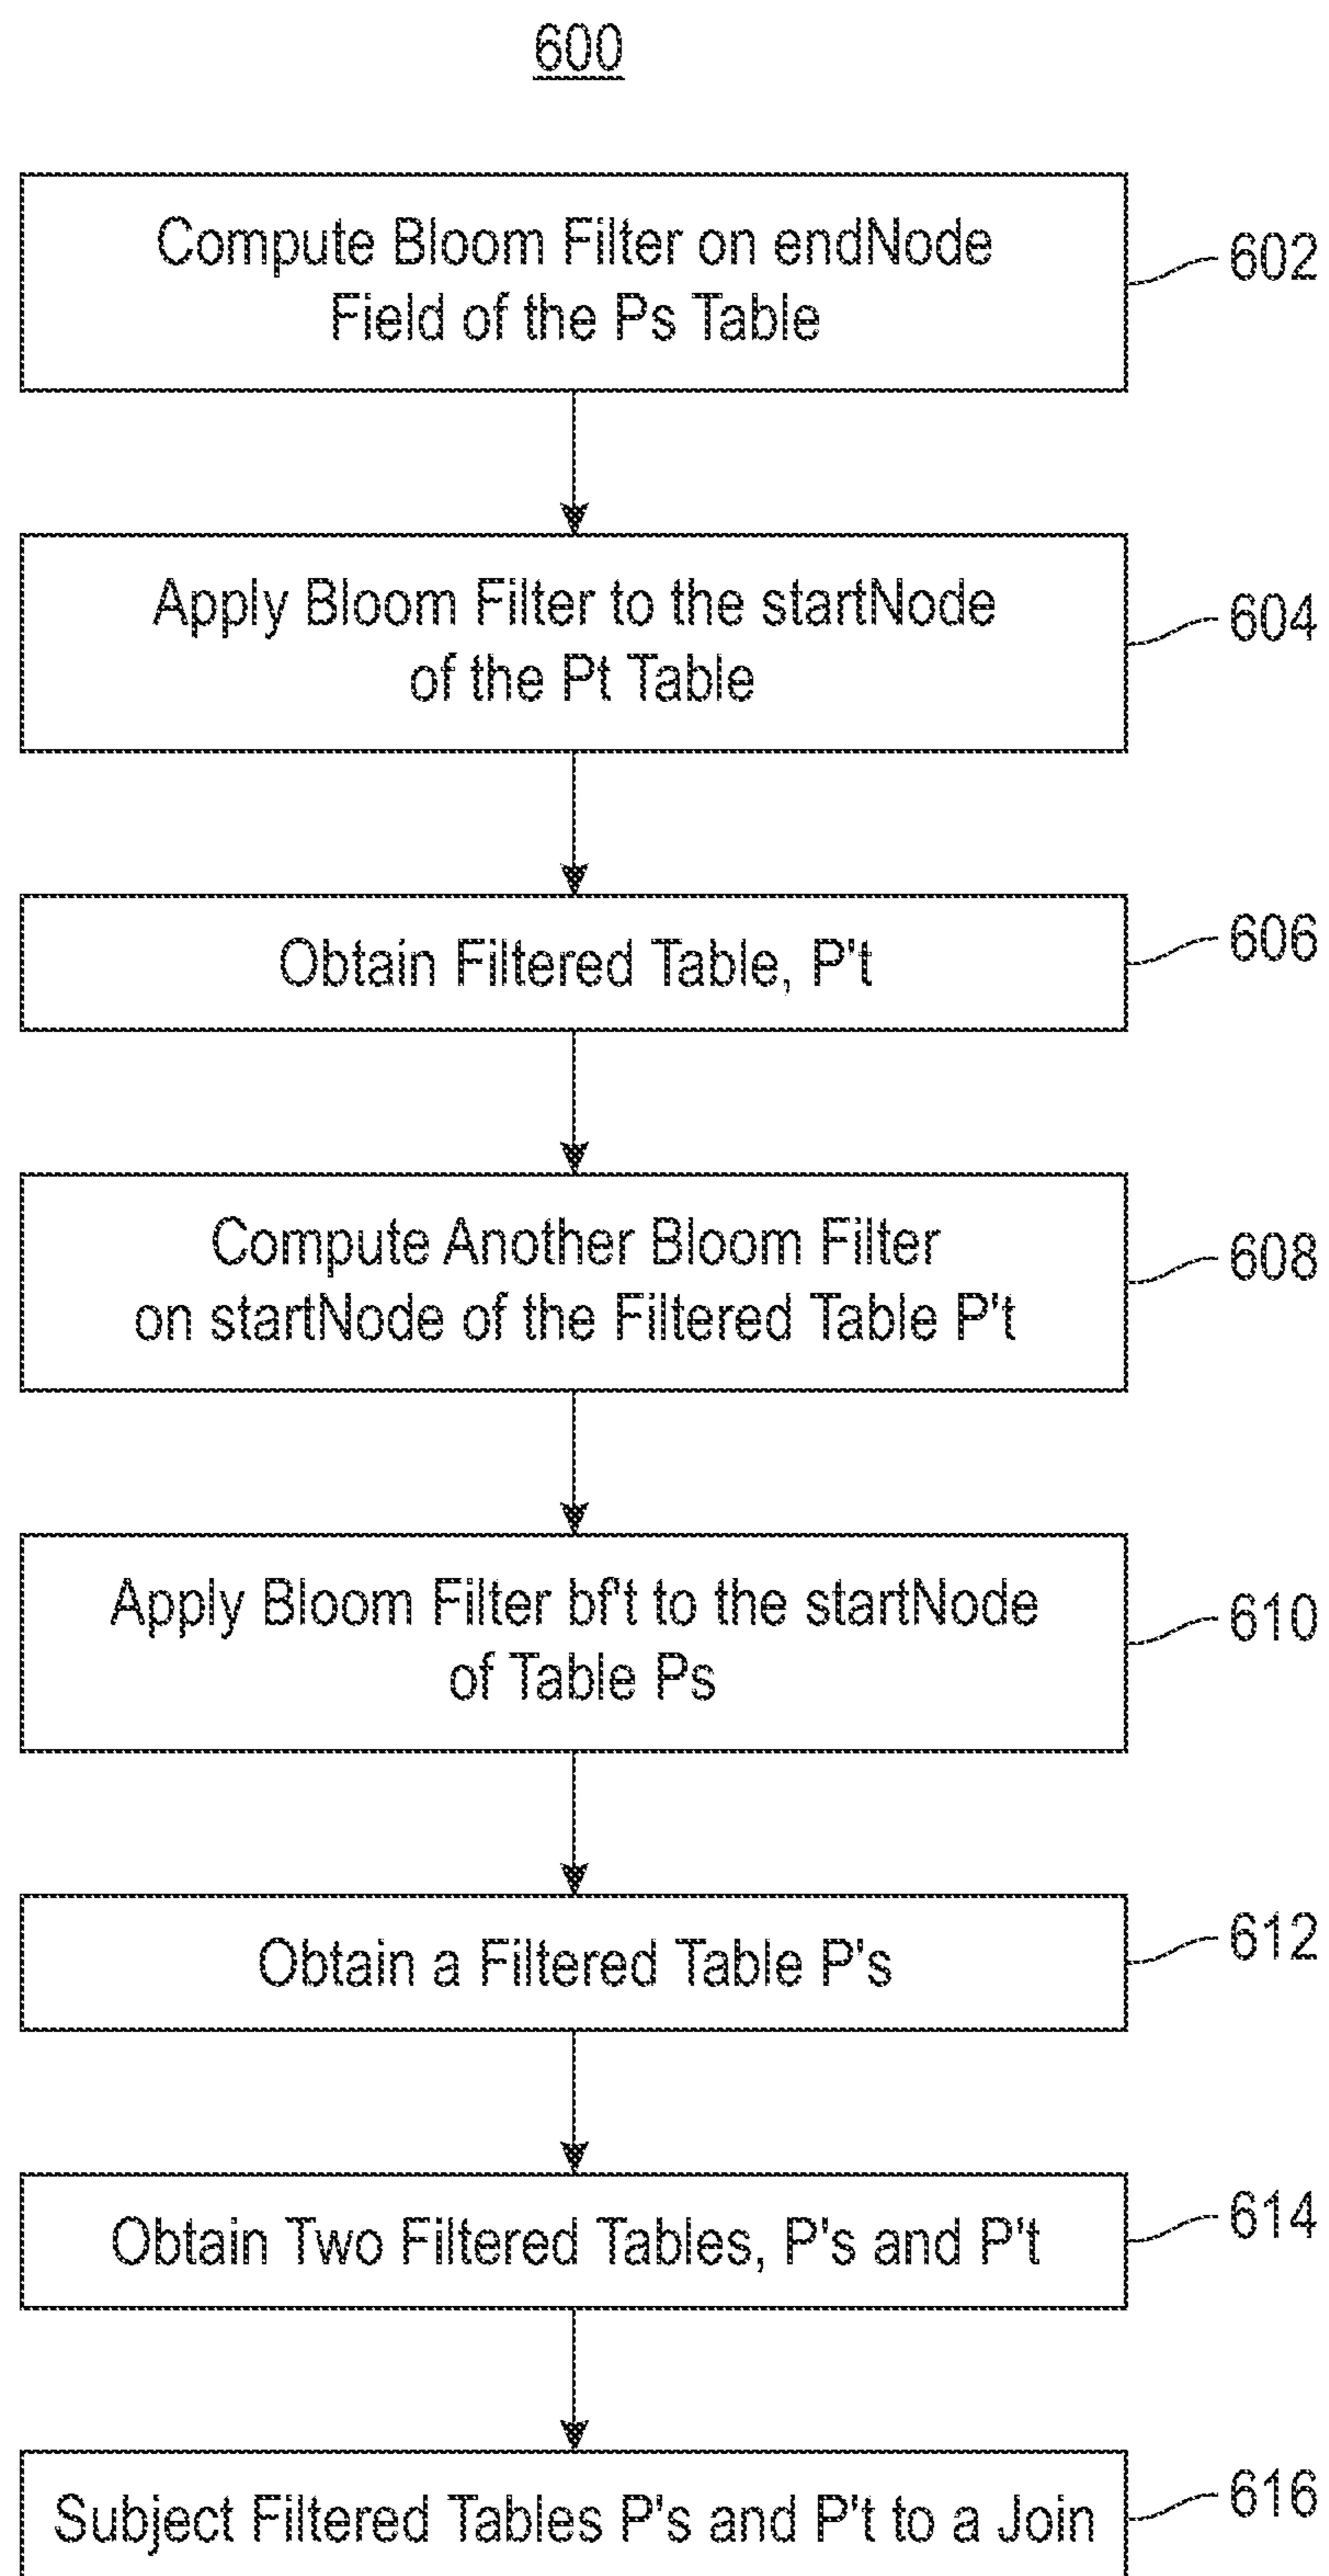 600
Compute Bloom Filter on endNode
Field of the Ps Table
602
Apply Bloom Filter to the startNode
of the Pt Table
604
Obtain Filtered Table, P't
606
Compute Another Bloom Filter
on startNode of the Filtered Table P't
608
Apply Bloom Filter bf't to the startNode
of Table Ps
610
Obtain a Filtered Table P's
612
Obtain Two Filtered Tables, P's and P't
614
Subject Filtered Tables P's and P't to a Join
616